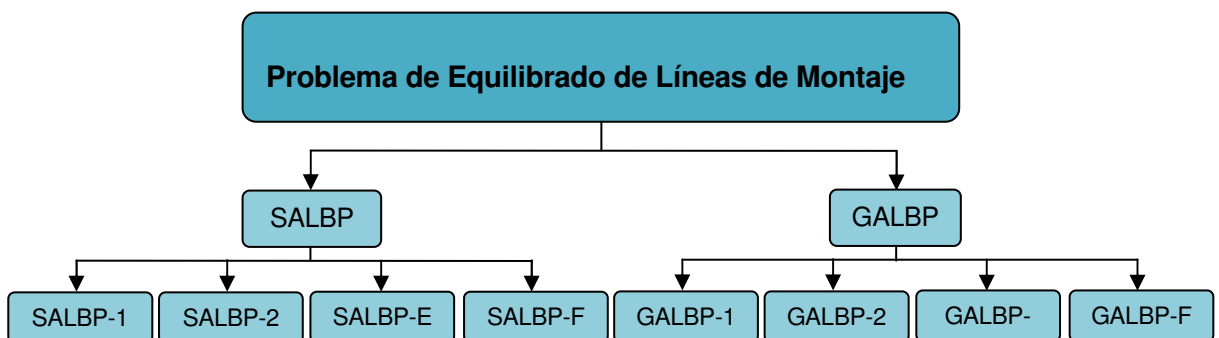 Problema de Equilibrado de Líneas de Montaje
SALBP
GALBP
SALBP-1
SALBP-2
SALBP-E
SALBP-F
GALBP-1
GALBP-2
GALBP-
GALBP-F